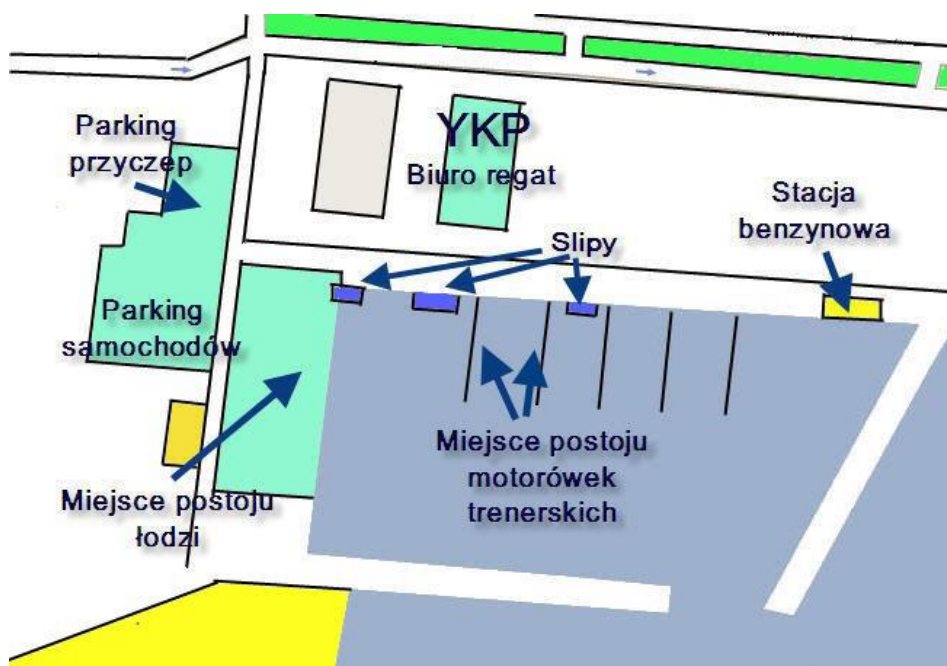 YKP
Biuro regat
Parking
przyczep
Stacja
benzynowa
Slipy
Parking
samochodów
Miejsce postoju
motorówek
trenerskich
Miejsce postoju
łodzi